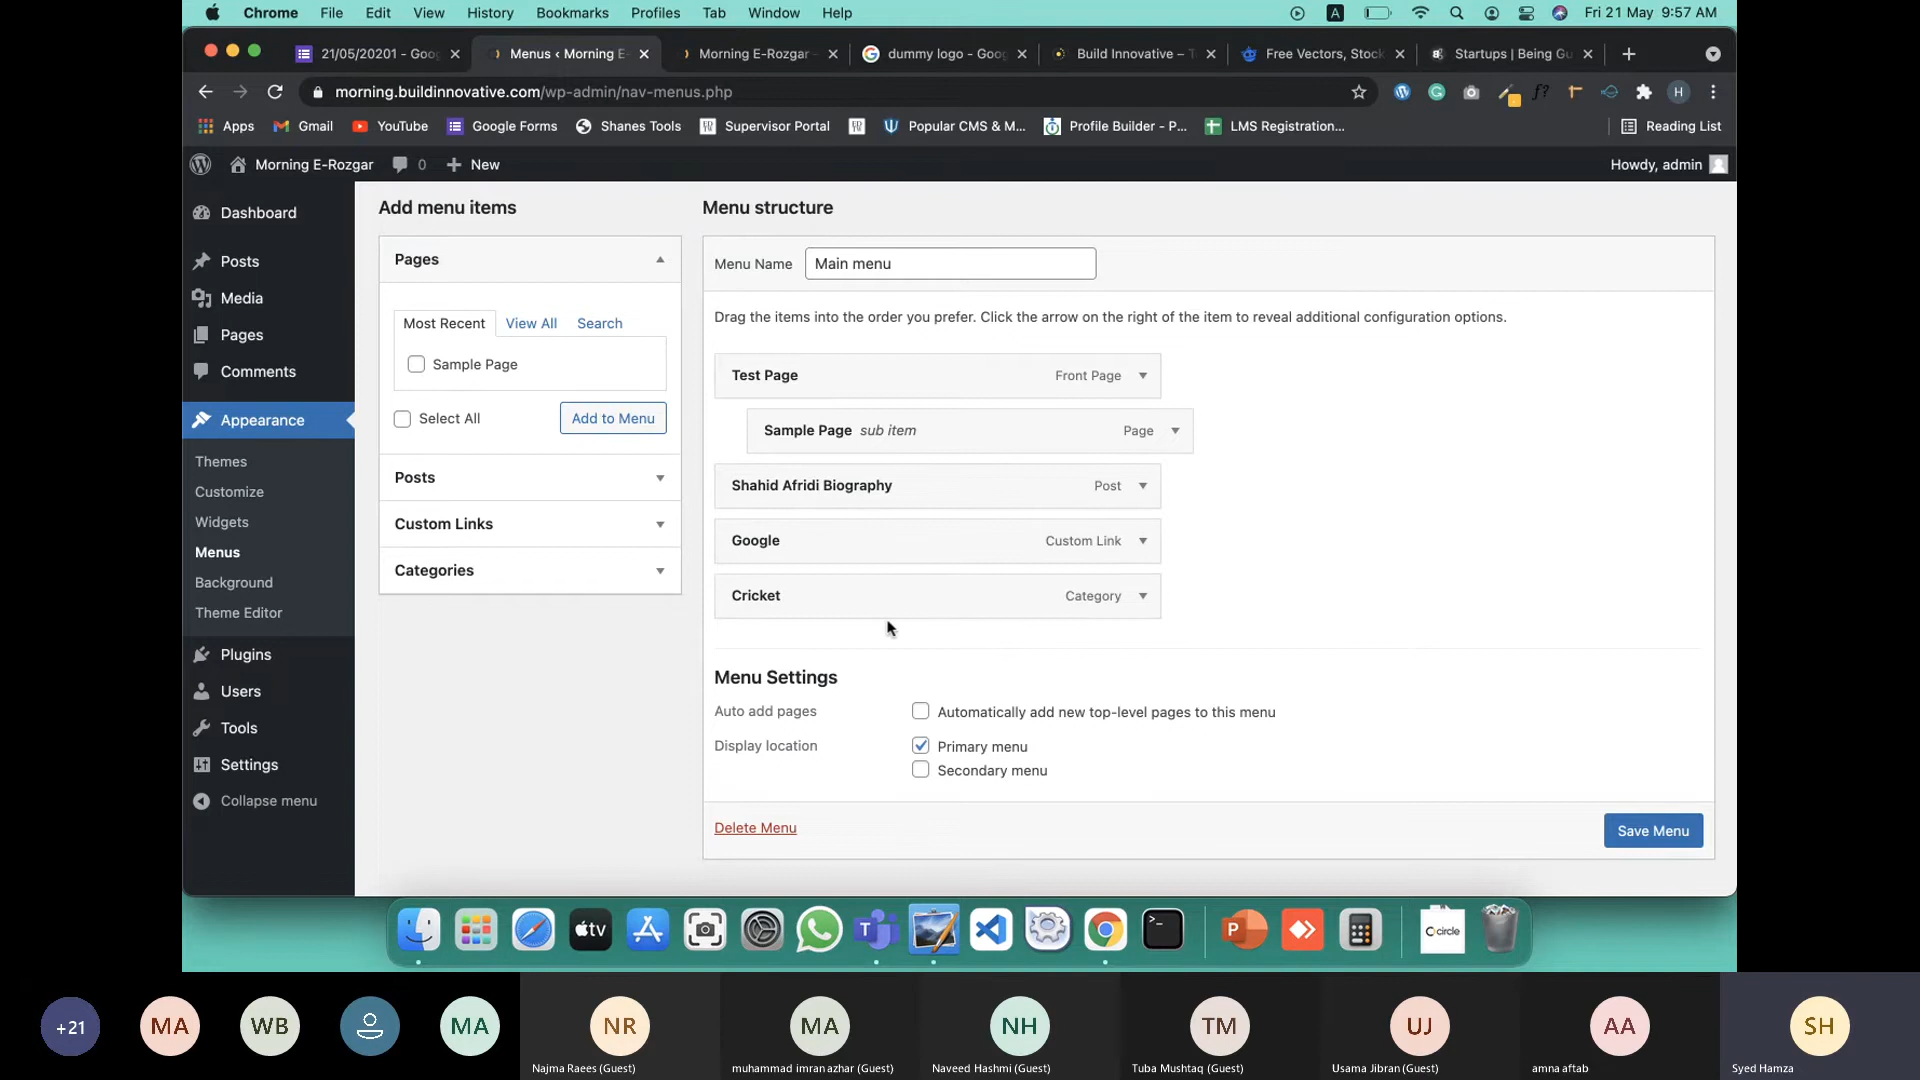 Chrome File Edit View History Bookmarks Profiles Tab Window Help A Fri 21 May 9:57 AM
21/05/20201 - Goo Menus ‹ Morning E- Morning E-Rozgar – dummy logo - Goo Build Innovative – T Free Vectors, Stock Startups | Being Gu
morning.buildinnovative.com/wp-admin/nav-menus.php f? H
Apps Gmail YouTube Google Forms Shanes Tools Supervisor Portal Popular CMS & M... Profile Builder - P... LMS Registration... Reading List
Morning E-Rozgar 0 New Howdy, admin
Dashboard
Posts
Media
Pages
Comments
Appearance
Themes
Customize
Widgets
Menus
Background
Theme Editor
Plugins
Users
Tools
Settings
Collapse menu
Add menu items
Pages
Most Recent View All Search
Sample Page
Select All Add to Menu
Posts
Custom Links
Categories
Menu structure
Menu Name Main menu
Drag the items into the order you prefer. Click the arrow on the right of the item to reveal additional configuration options.
Test Page Front Page
Sample Page sub item Page
Shahid Afridi Biography Post
Google Custom Link
Cricket Category
Menu Settings
Auto add pages Automatically add new top-level pages to this menu
Display location Primary menu
Secondary menu
Delete Menu Save Menu
tv circle
+21 MA WB MA NR MA NH TM UJ AA SH
Najma Raees (Guest) muhammad imran azhar (Guest) Naveed Hashmi (Guest) Tuba Mushtaq (Guest) Usama Jibran (Guest) amna aftab Syed Hamza